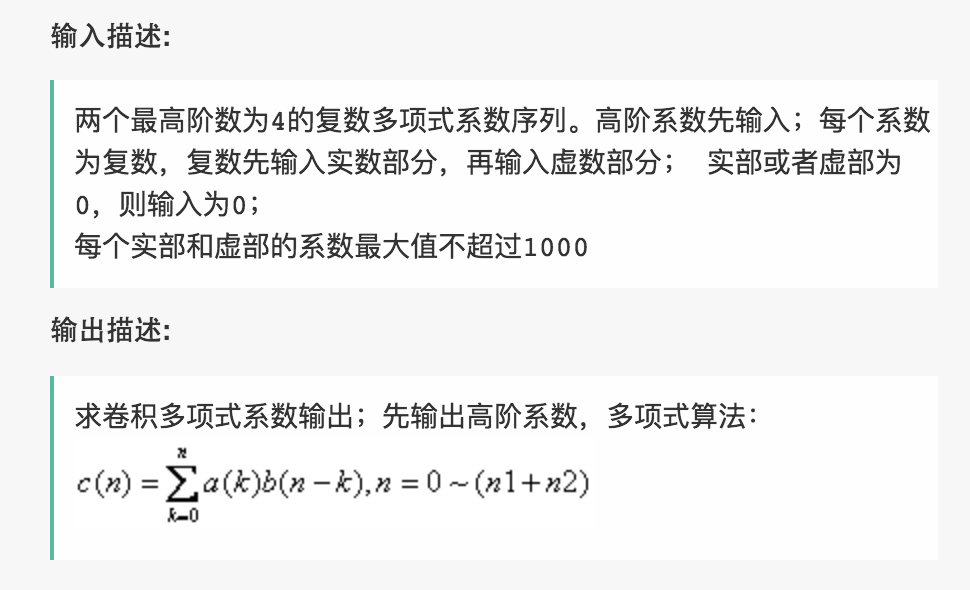 输入描述:
两个最高阶数为4的复数多项式系数序列。高阶系数先输入；每个系数
为复数，复数先输入实数部分，再输入虚数部分； 实部或者虚部为
0，则输入为0；
每个实部和虚部的系数最大值不超过1000
输出描述:
求卷积多项式系数输出；先输出高阶系数，多项式算法：
c(n) = ∑_{k=0}^{n} a(k)b(n−k), n = 0 ~ (n1+n2)